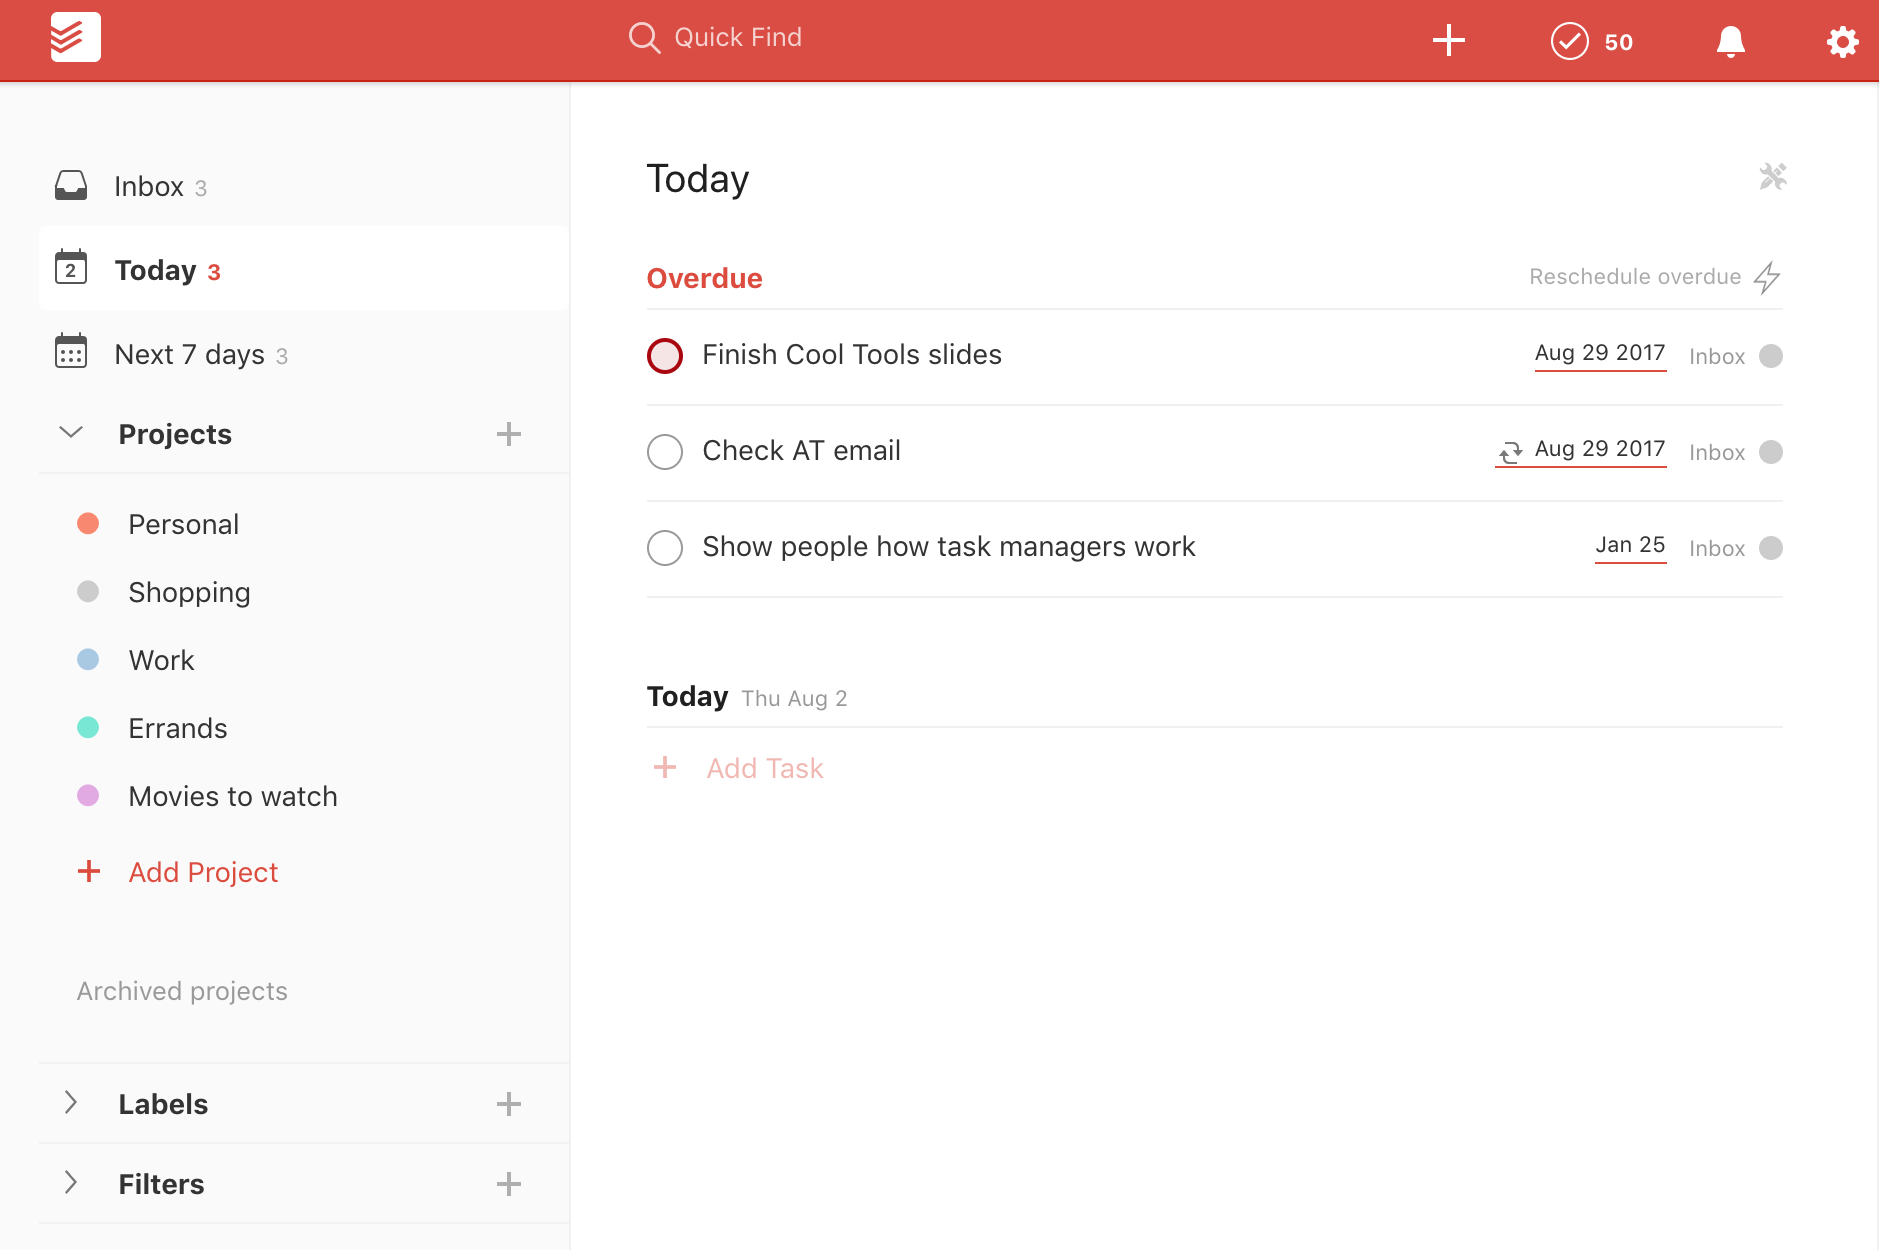 Quick Find
50
Inbox 3
2
Today 3
Next 7 days 3
Projects
Personal
Shopping
Work
Errands
Movies to watch
Add Project
Archived projects
Labels
Filters
Today
Overdue
Reschedule overdue
Finish Cool Tools slides
Aug 29 2017 Inbox
Check AT email
Aug 29 2017 Inbox
Show people how task managers work
Jan 25 Inbox
Today Thu Aug 2
Add Task